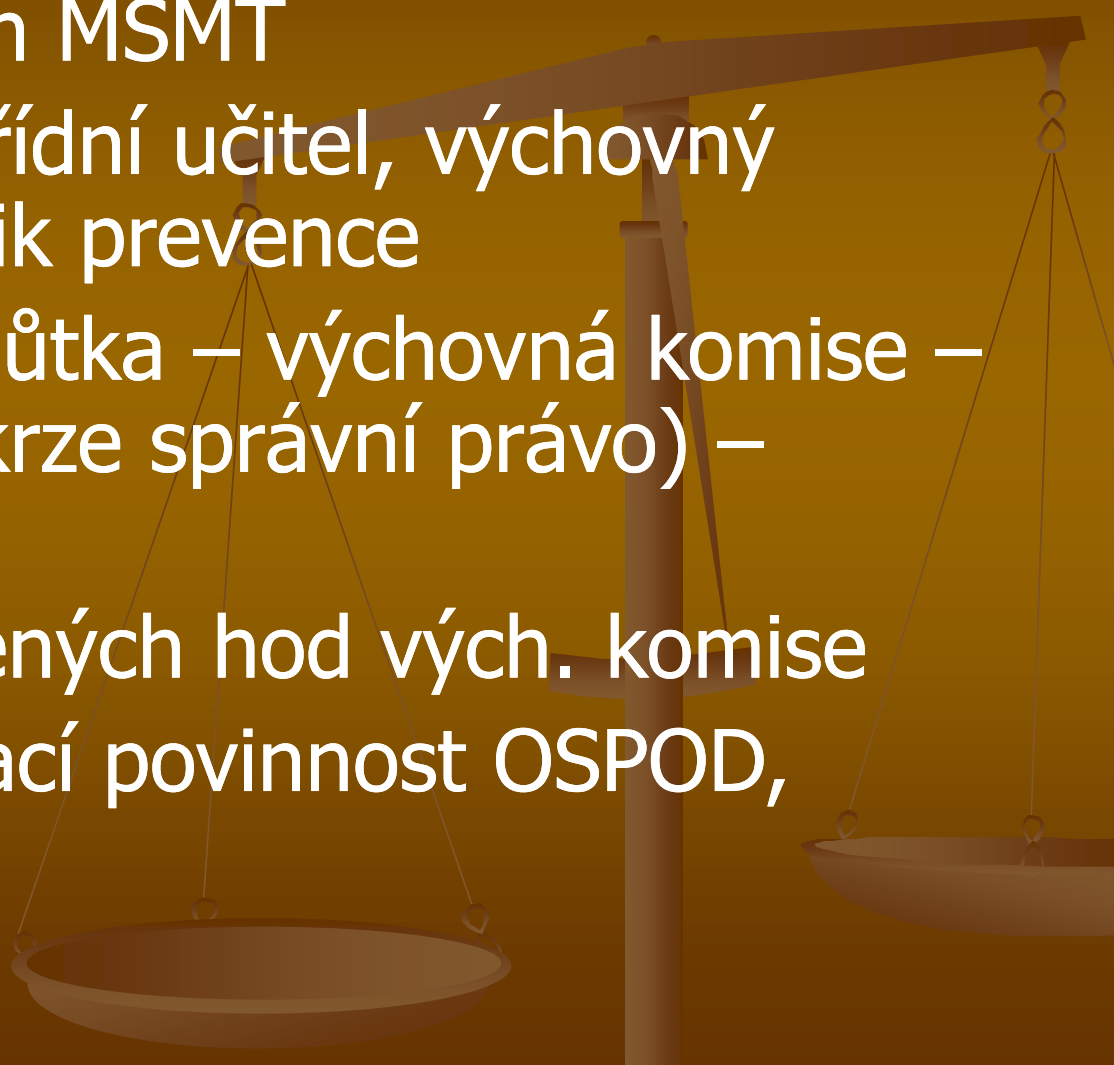 n MSMT
řídní učitel, výchovný
ik prevence
ůtka – výchovná komise –
krze správní právo) –
ených hod vých. komise
ací povinnost OSPOD,